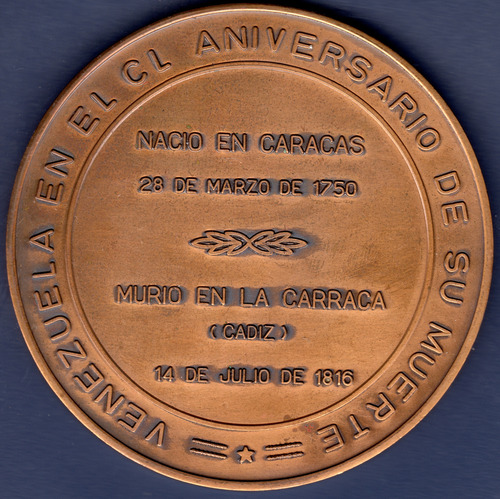 VENEZUELA EN EL CL ANIVERSARIO DE SU MUERTE
NACIO EN CARACAS
28 DE MARZO DE 1750
MURIO EN LA CARRACA
(CADIZ)
14 DE JULIO DE 1816